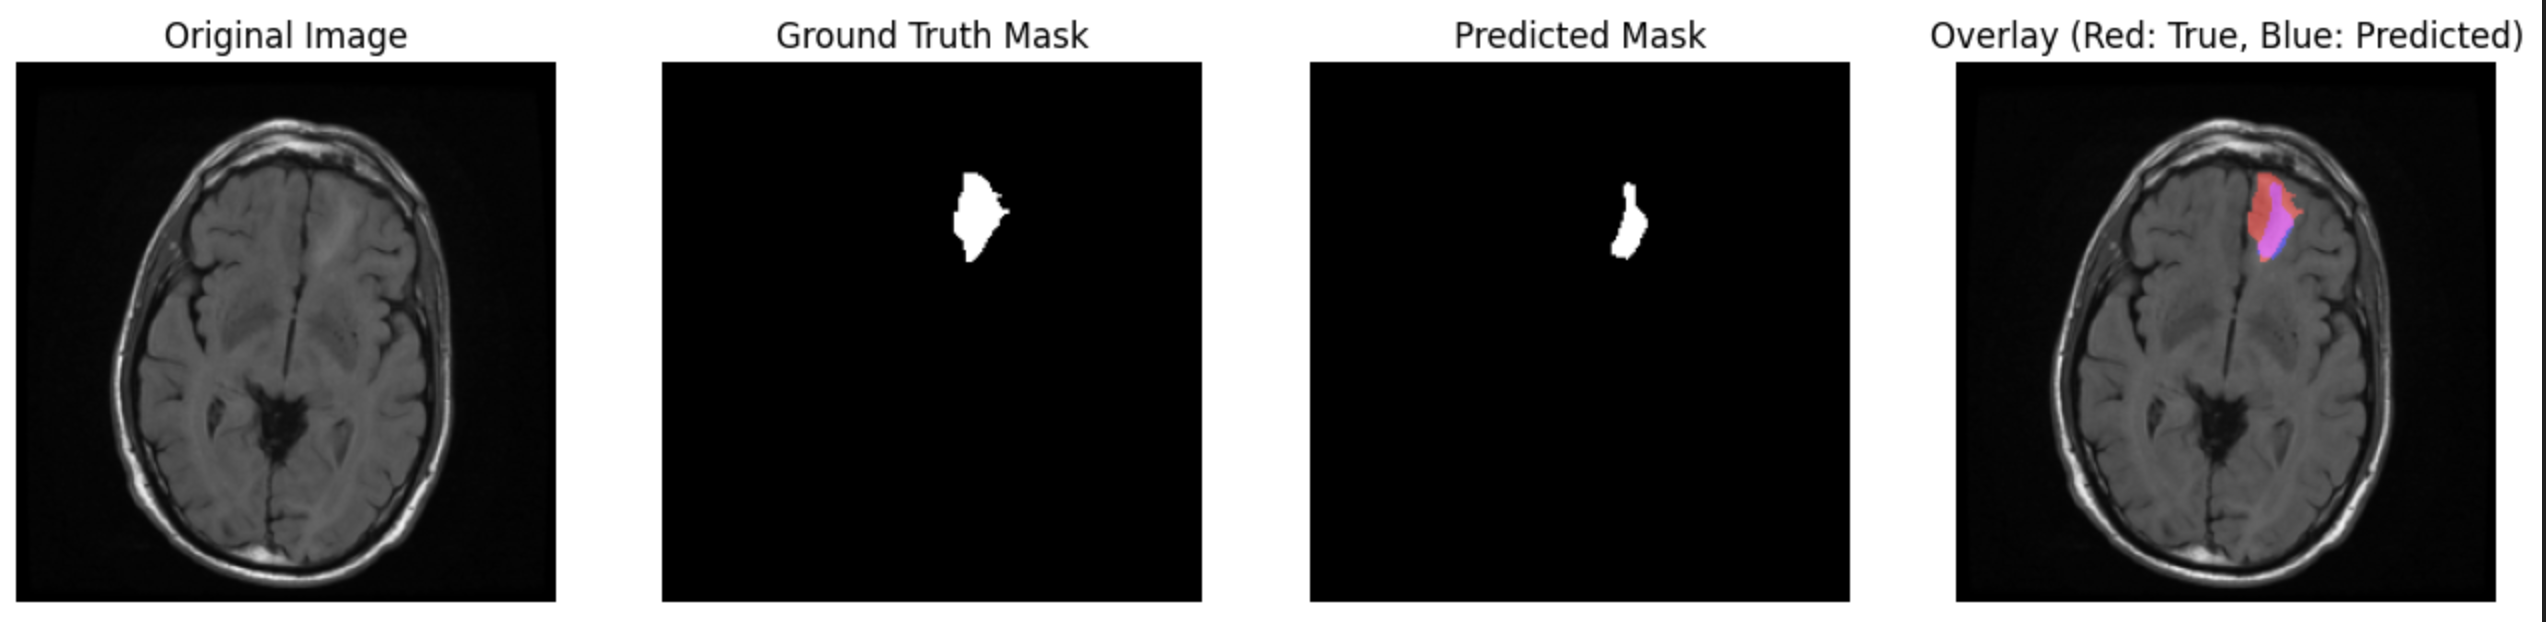 Original Image
Ground Truth Mask
Predicted Mask
Overlay (Red: True, Blue: Predicted)